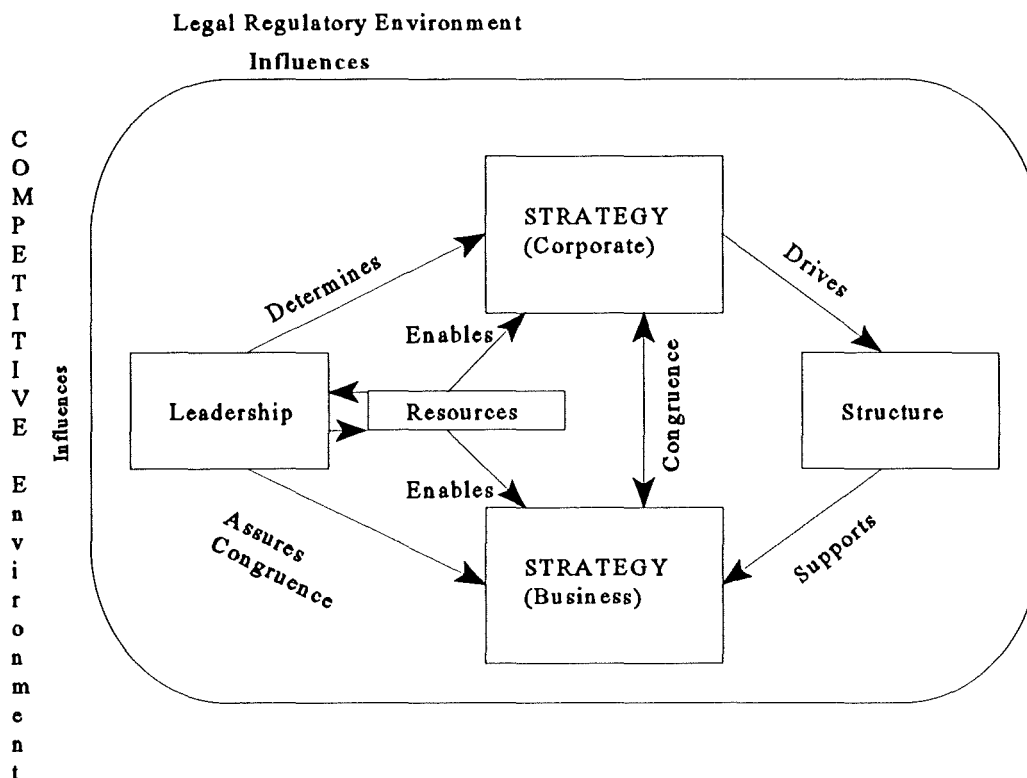 Legal Regulatory Environment
Influences
COMPETITIVE Environment
Influences
STRATEGY
(Corporate)
Determines
Drives
Enables
Leadership
Resources
Congruence
Structure
Enables
Assures
Congruence
STRATEGY
(Business)
Supports